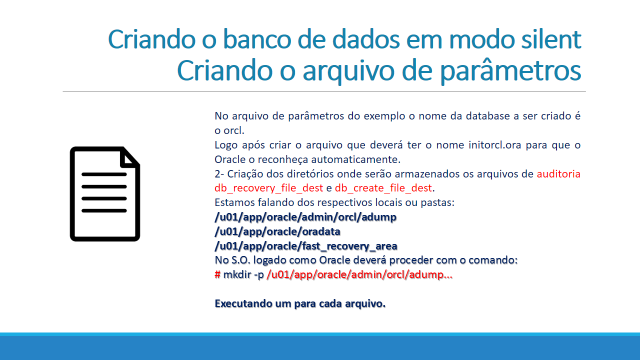 Criando o banco de dados em modo silent
Criando o arquivo de parâmetros
No arquivo de parâmetros do exemplo o nome da database a ser criado é
o orcl.
Logo após criar o arquivo que deverá ter o nome initorcl.ora para que o
Oracle o reconheça automaticamente.
2- Criação dos diretórios onde serão armazenados os arquivos de auditoria
db_recovery_file_dest e db_create_file_dest.
Estamos falando dos respectivos locais ou pastas:
/u01/app/oracle/admin/orcl/adump
/u01/app/oracle/oradata
/u01/app/oracle/fast_recovery_area
No S.O. logado como Oracle deverá proceder com o comando:
# mkdir -p /u01/app/oracle/admin/orcl/adump...
Executando um para cada arquivo.